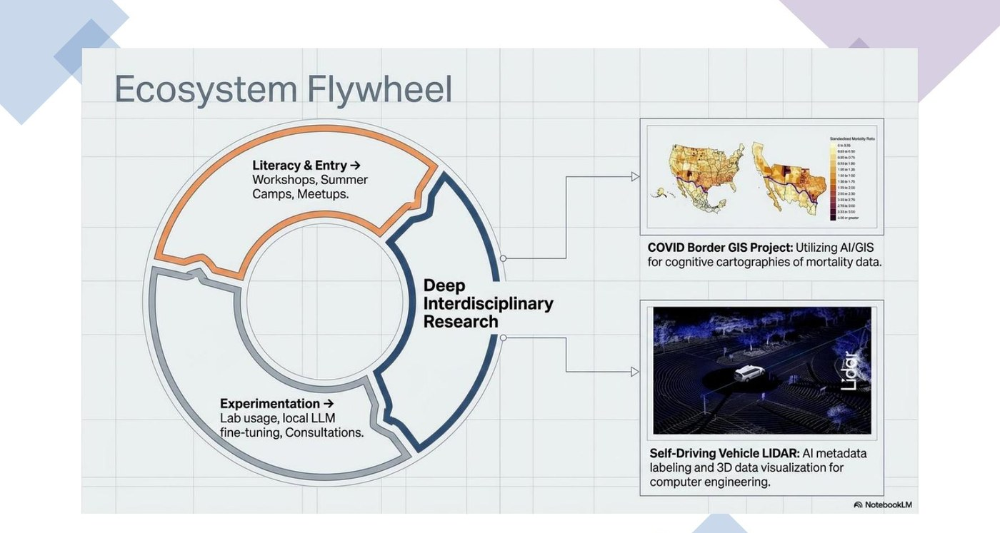 Ecosystem Flywheel
Literacy & Entry →
Workshops, Summer
Camps, Meetups.
Deep
Interdisciplinary
Research
Experimentation →
Lab usage, local LLM
fine-tuning, Consultations.
Standardized Mortality Ratio
COVID Border GIS Project: Utilizing AI/GIS
for cognitive cartographies of mortality data.
Lidar
Self-Driving Vehicle LIDAR: AI metadata
labeling and 3D data visualization for
computer engineering.
NotebookLM